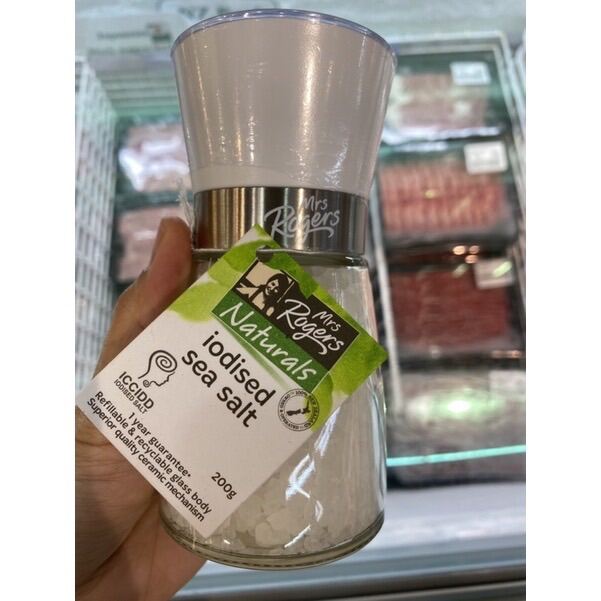 Mrs
Rogers
Mrs
Rogers
Naturals
iodised
sea salt
ICCIDD
IODISED SALT
1 year guarantee*
Refillable & recyclable glass body
Superior quality ceramic mechanism
200g